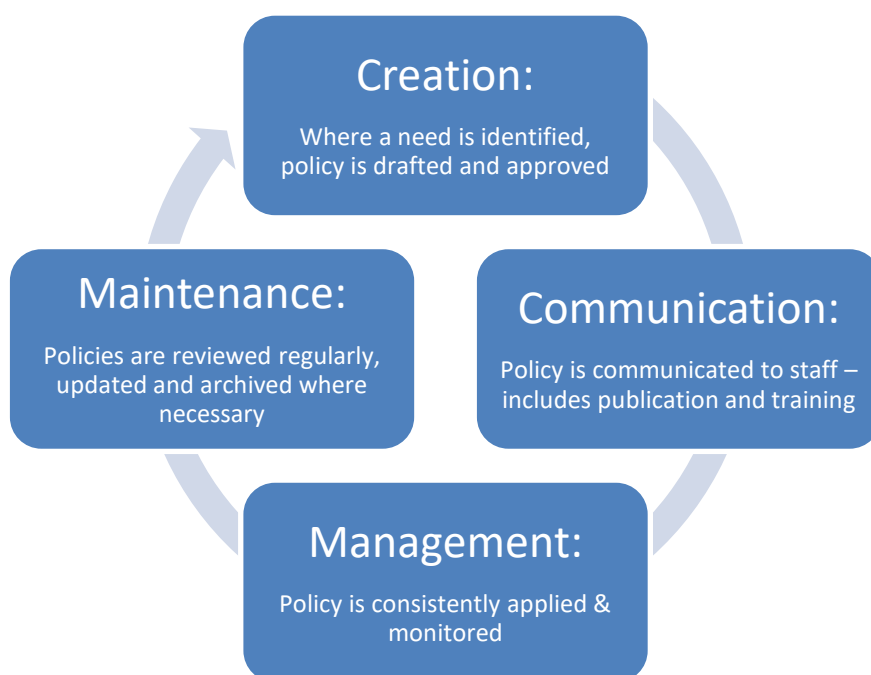 Creation:
Where a need is identified,
policy is drafted and approved
Maintenance:
Policies are reviewed regularly,
updated and archived where
necessary
Communication:
Policy is communicated to staff –
includes publication and training
Management:
Policy is consistently applied &
monitored